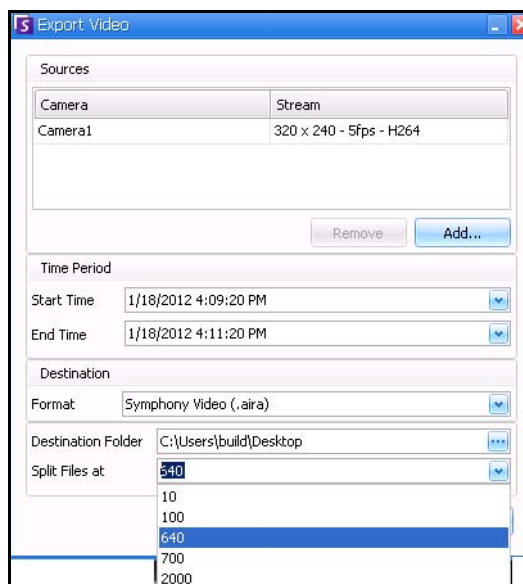 Export Video
Sources
Camera Stream
Camera1 320 x 240 - 5fps - H264
Remove Add...
Time Period
Start Time 1/18/2012 4:09:20 PM
End Time 1/18/2012 4:11:20 PM
Destination
Format Symphony Video (.aira)
Destination Folder C:\Users\build\Desktop ...
Split Files at 640
10
100
640
700
2000